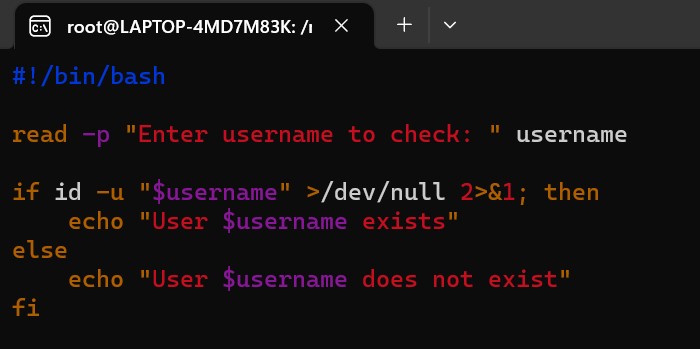 root@LAPTOP-4MD7M83K: /
#!/bin/bash
read -p "Enter username to check: " username
if id -u "$username" >/dev/null 2>&1; then
    echo "User $username exists"
else
    echo "User $username does not exist"
fi